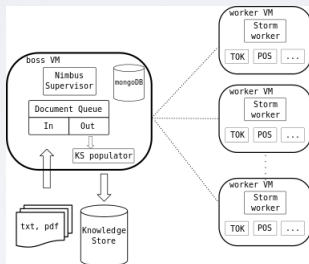 boss VM
Nimbus
Supervisor
mongoDB
Document Queue
In Out
KS populator
txt, pdf
Knowledge
Store
worker VM
Storm
worker
TOK POS ...
worker VM
Storm
worker
TOK POS ...
worker VM
Storm
worker
TOK POS ...